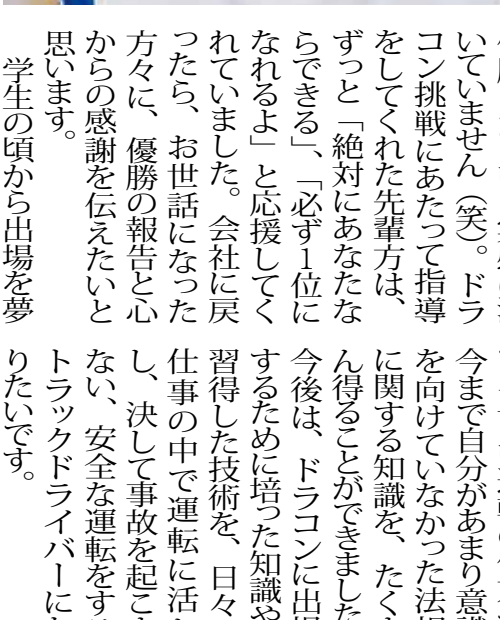 いていません（笑）。ドラ
コン挑戦にあたって指導
をしてくれた先輩方は、
ずっと「絶対にあなたな
らできる」、「必ず1位に
なれるよ」と応援してく
れていました。会社に戻
ったら、お世話になった
方々に、優勝の報告と心
からの感謝を伝えたいと
思います。
学生の頃から出場を夢
今まで自分があまり意識
を向けていなかった法規
に関する知識を、たくさ
ん得ることができました
今後は、ドラコンに出場
するために培った知識や
習得した技術を、日々
仕事の中で運転に活か
し、決して事故を起こさ
ない、安全な運転をする
トラックドライバーにな
りたいです。